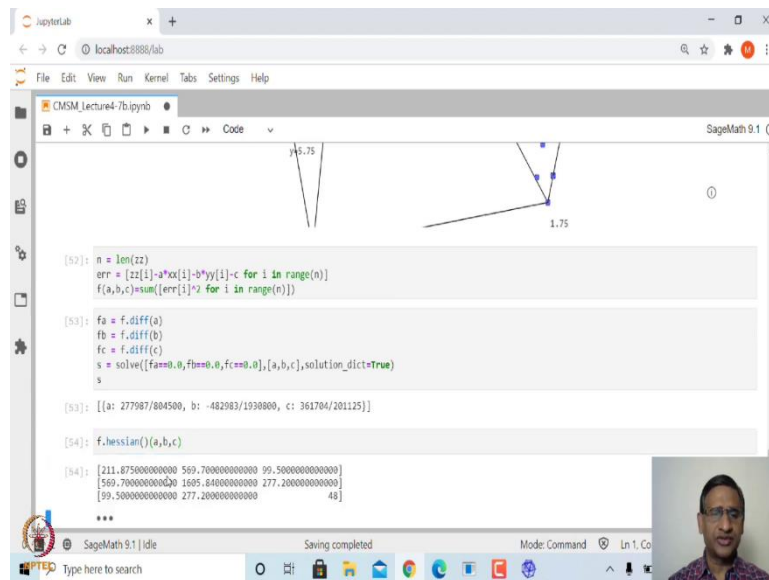 JupyterLab
localhost:8888/lab
M
File Edit View Run Kernel Tabs Settings Help
CMSM_Lecture4-7b.ipynb
Code
SageMath 9.1
y=5.75
1.75
[52]: n = len(zz)
err = [zz[i]-a*xx[i]-b*yy[i]-c for i in range(n)]
f(a,b,c)=sum([err[i]^2 for i in range(n)])
[53]: fa = f.diff(a)
fb = f.diff(b)
fc = f.diff(c)
s = solve([fa==0.0,fb==0.0,fc==0.0],[a,b,c],solution_dict=True)
s
[53]: [{a: 277987/804500, b: -482983/1930800, c: 361704/201125}]
[54]: f.hessian()(a,b,c)
[54]: [211.875000000000 569.700000000000 99.5000000000000]
[569.700000000000 1605.84000000000 277.200000000000]
[99.5000000000000 277.200000000000 48]
SageMath 9.1 | Idle Saving completed Mode: Command Ln 1, Co
NPTEL
Type here to search